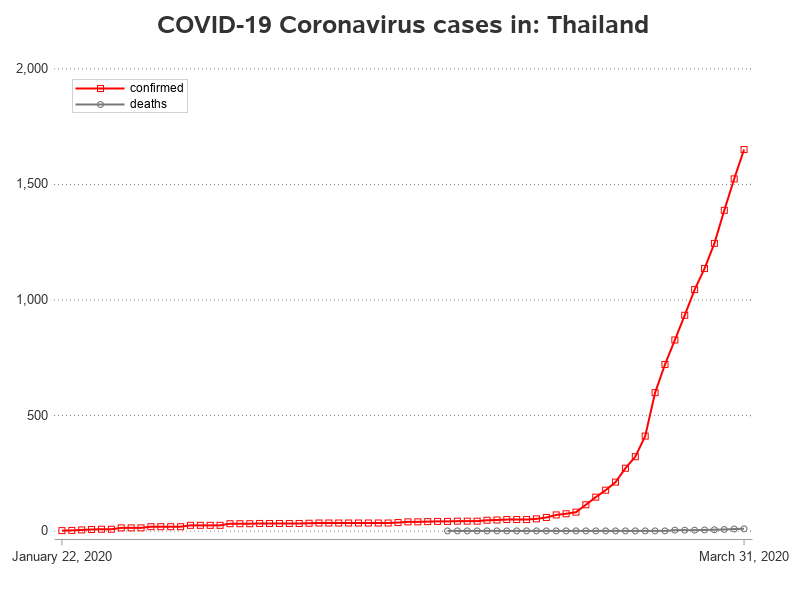 COVID-19 Coronavirus cases in: Thailand
2,000
confirmed
deaths
1,500
1,000
500
0
January 22, 2020
March 31, 2020